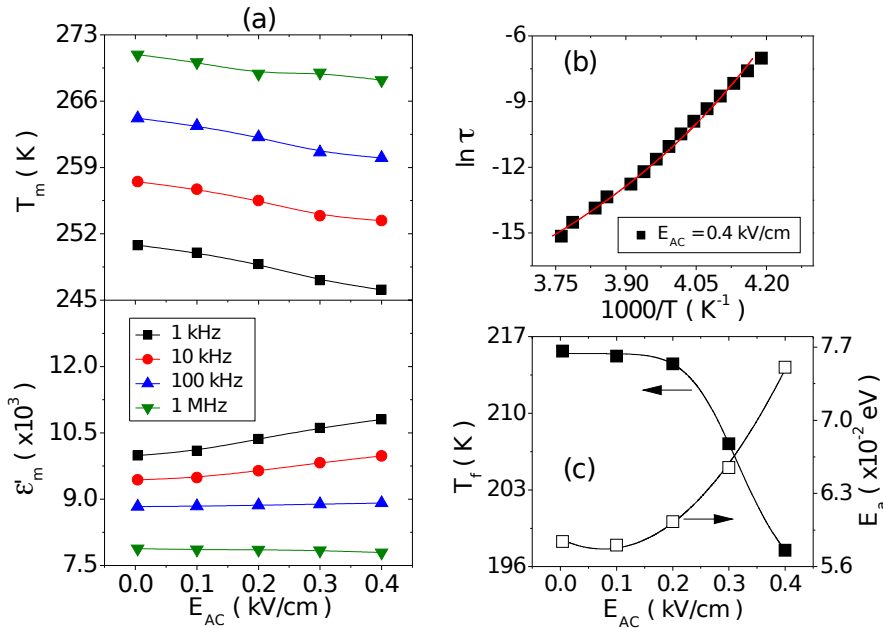 (a)
273
266
259
252
245
T_m ( K )
12.0
10.5
9.0
7.5
ε'_m ( x10³ )
1 kHz
10 kHz
100 kHz
1 MHz
0.0 0.1 0.2 0.3 0.4
E_AC ( kV/cm )
(b)
-6
-9
-12
-15
ln τ
E_AC = 0.4 kV/cm
3.75 3.90 4.05 4.20
1000/T ( K⁻¹ )
217
210
203
196
T_f ( K )
(c)
7.7
7.0
6.3
5.6
E_a ( x10⁻² eV )
0.0 0.1 0.2 0.3 0.4
E_AC ( kV/cm )